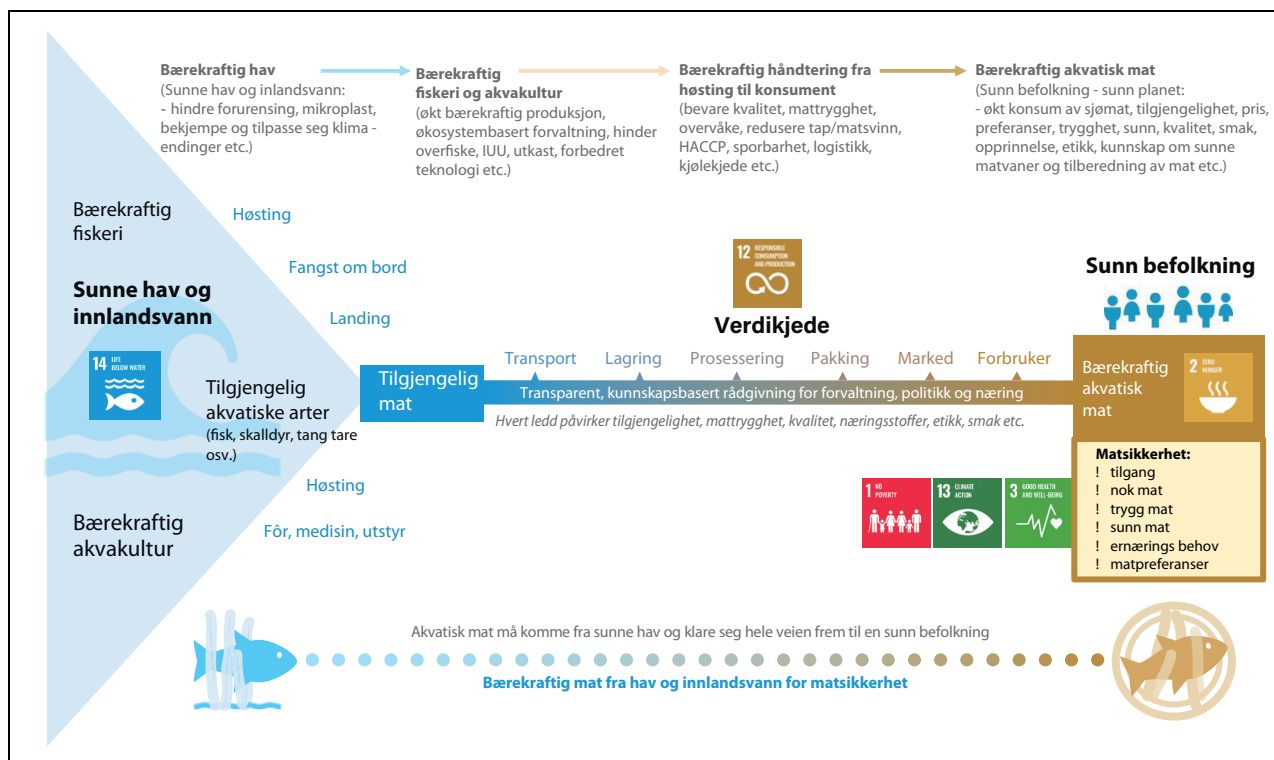 Bærekraftig hav
(Sunne hav og inlandsvann:
- hindre forurensing, mikroplast,
bekjempe og tilpasse seg klima -
endinger etc.)
Bærekraftig
fiskeri og akvakultur
(økt bærekraftig produksjon,
økosystembasert forvaltning, hinder
overfiske, IUU, utkast, forbedret
teknologi etc.)
Bærekraftig håndtering fra
høsting til konsument
(bevare kvalitet, mattrygghet,
overvåke, redusere tap/matsvinn,
HACCP, sporbarhet, logistikk,
kjølekjede etc.)
Bærekraftig akvatisk mat
(Sunn befolkning - sunn planet:
- økt konsum av sjømat, tilgjengelighet, pris,
preferanser, trygghet, sunn, kvalitet, smak,
opprinnelse, etikk, kunnskap om sunne
matvaner og tilberedning av mat etc.)
Bærekraftig
fiskeri
Høsting
Fangst om bord
Landing
Sunne hav og
innlandsvann
14 LIFE
BELOW WATER
Tilgjengelig
akvatiske arter
(fisk, skalldyr, tang tare
osv.)
Høsting
Fôr, medisin, utstyr
Bærekraftig
akvakultur
Tilgjengelig
mat
12 RESPONSIBLE
CONSUMPTION
AND PRODUCTION
Verdikjede
Transport Lagring Prosessering Pakking Marked Forbruker
Transparent, kunnskapsbasert rådgivning for forvaltning, politikk og næring
Hvert ledd påvirker tilgjengelighet, mattrygghet, kvalitet, næringsstoffer, etikk, smak etc.
1 NO
POVERTY
13 CLIMATE
ACTION
3 GOOD HEALTH
AND WELL-BEING
Sunn befolkning
Bærekraftig
akvatisk
mat
2 ZERO
HUNGER
Matsikkerhet:
! tilgang
! nok mat
! trygg mat
! sunn mat
! ernærings behov
! matpreferanser
Akvatisk mat må komme fra sunne hav og klare seg hele veien frem til en sunn befolkning
Bærekraftig mat fra hav og innlandsvann for matsikkerhet